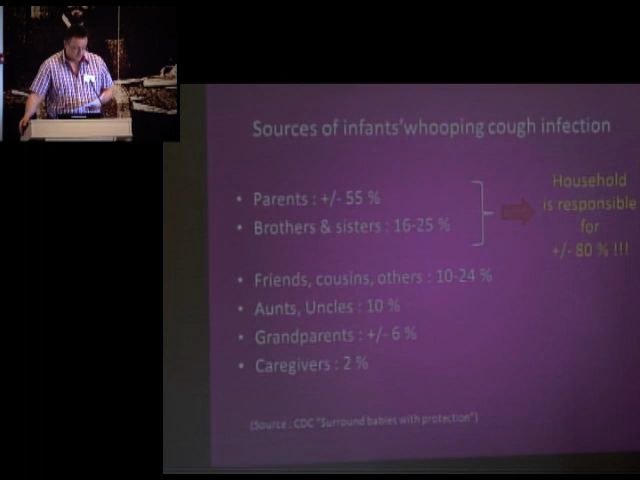 Sources of infants'whooping cough infection
• Parents : +/- 55 %
• Brothers & sisters : 16-25 %
Household
is responsible
for
+/- 80 % !!!
• Friends, cousins, others : 10-24 %
• Aunts, Uncles : 10 %
• Grandparents : +/- 6 %
• Caregivers : 2 %
(Source : CDC "Surround babies with protection")